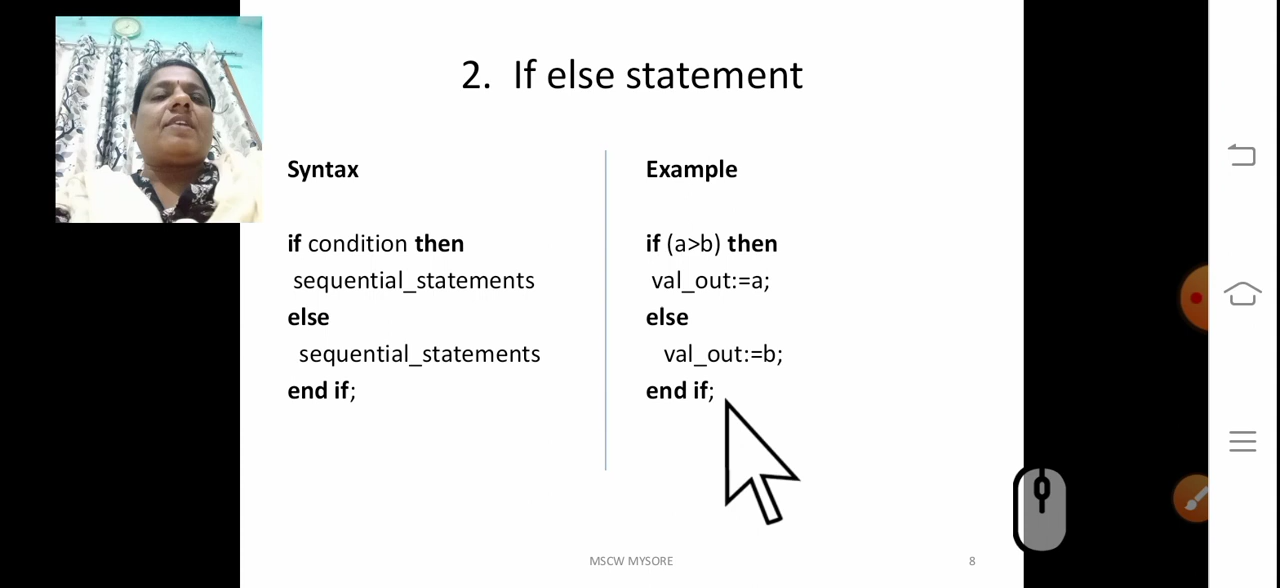 2. If else statement
Syntax
if condition then
sequential_statements
else
sequential_statements
end if;
Example
if (a>b) then
val_out:=a;
else
val_out:=b;
end if;
MSCW MYSORE
8